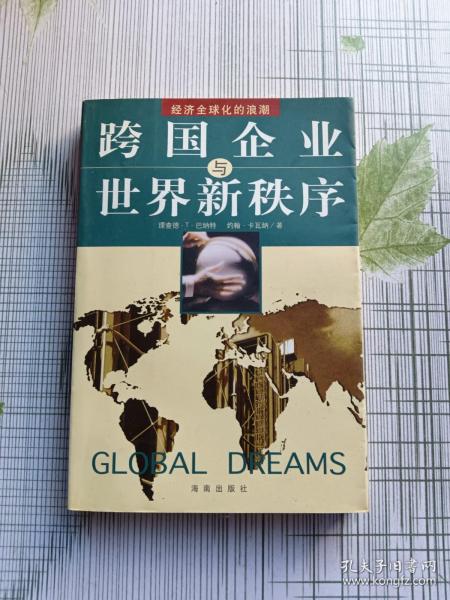 经济全球化的浪潮
跨国企业
与
世界新秩序
理查德·T·巴纳特 约翰·卡瓦纳/著
GLOBAL DREAMS
海南出版社
孔夫子旧书网
www.kongfz.com